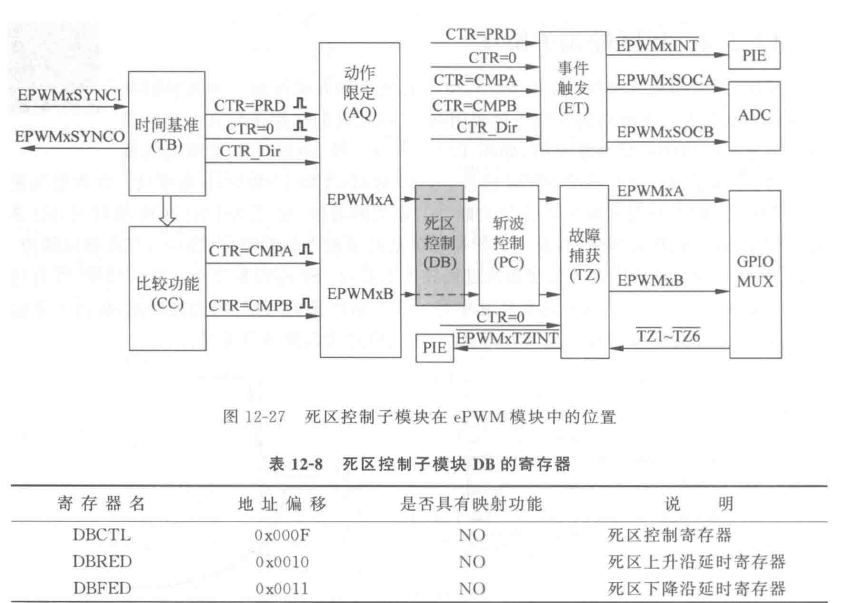 EPWMxSYNCI
EPWMxSYNCO
时间基准
(TB)
CTR=PRD
CTR=0
CTR_Dir
比较功能
(CC)
CTR=CMPA
CTR=CMPB
动作
限定
(AQ)
EPWMxA
EPWMxB
CTR=PRD
CTR=0
CTR=CMPA
CTR=CMPB
CTR_Dir
事件
触发
(ET)
EPWMxINT
EPWMxSOCA
EPWMxSOCB
PIE
ADC
死区
控制
(DB)
斩波
控制
(PC)
故障
捕获
(TZ)
EPWMxA
EPWMxB
TZ1~TZ6
GPIO
MUX
CTR=0
EPWMxTZINT
PIE
图 12-27 死区控制子模块在 ePWM 模块中的位置
表 12-8 死区控制子模块 DB 的寄存器
寄存器名 地址偏移 是否具有映射功能 说 明
DBCTL 0x000F NO 死区控制寄存器
DBRED 0x0010 NO 死区上升沿延时寄存器
DBFED 0x0011 NO 死区下降沿延时寄存器